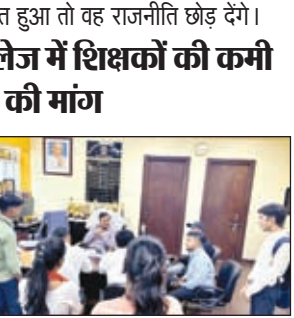 त हुआ तो वह राजनीति छोड़ देंगे।
लेज में शिक्षकों की कमी
की मांग